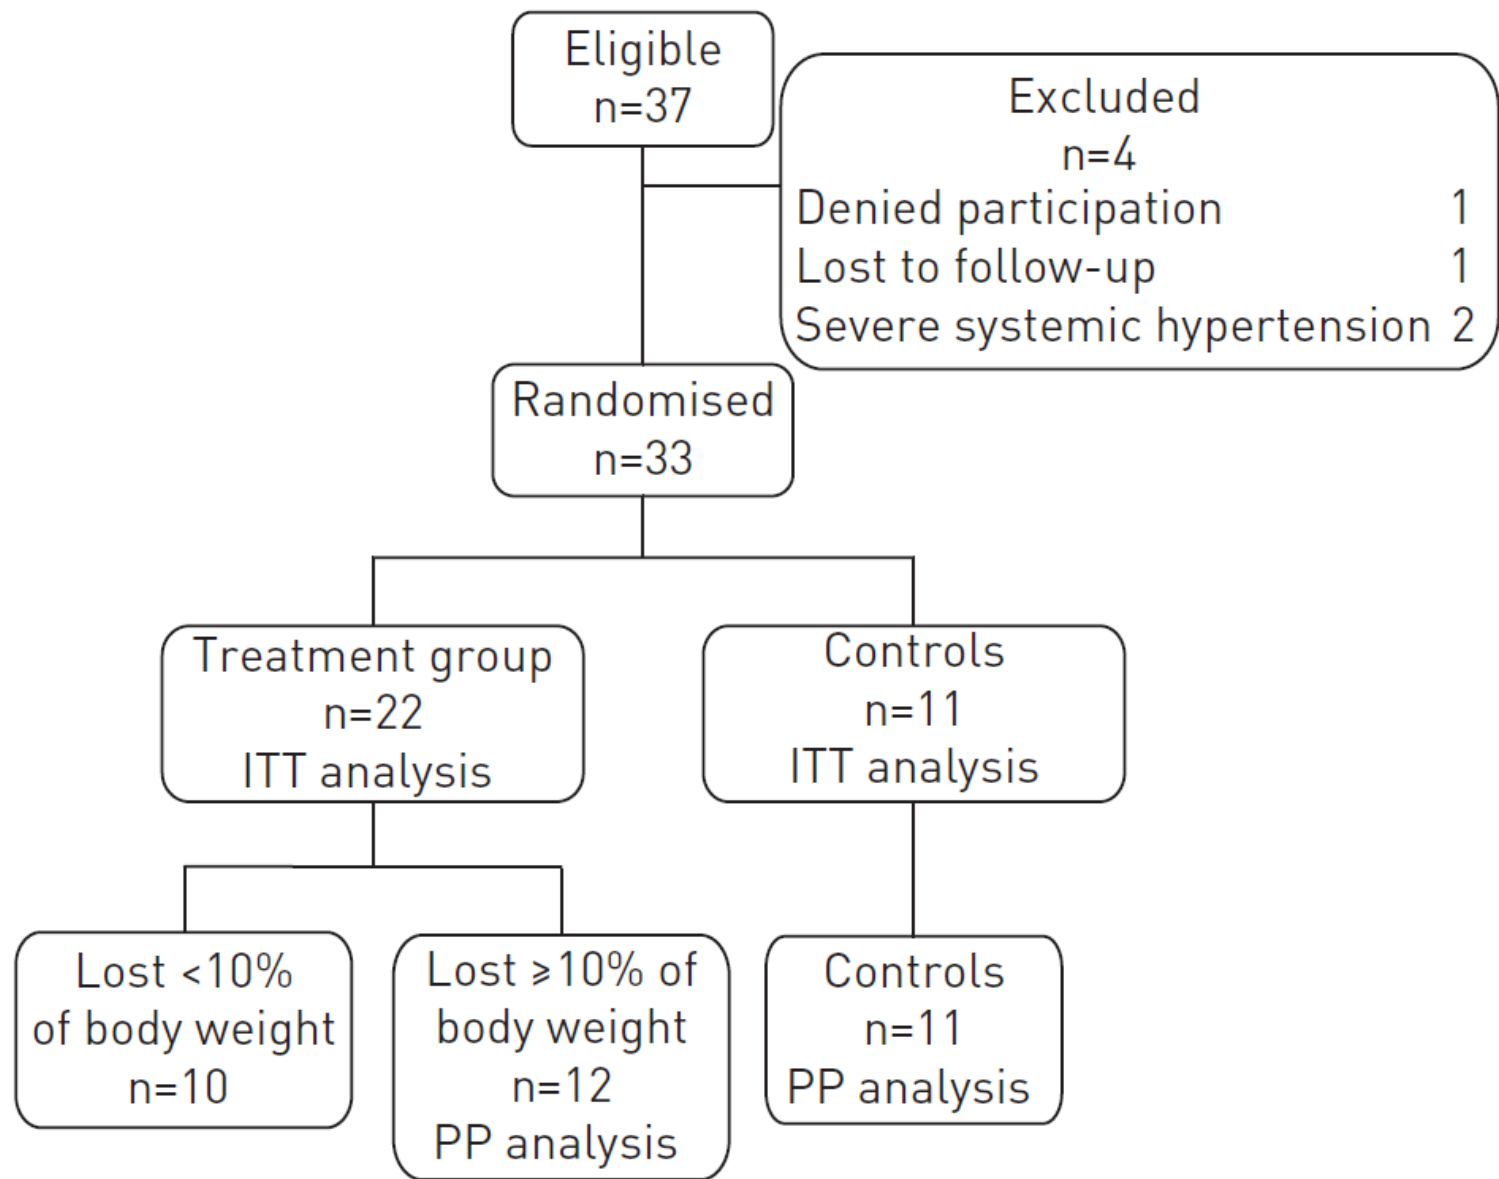 Eligible
n=37
Excluded
n=4
Denied participation 1
Lost to follow-up 1
Severe systemic hypertension 2
Randomised
n=33
Treatment group
n=22
ITT analysis
Controls
n=11
ITT analysis
Lost <10%
of body weight
n=10
Lost ⩾10% of
body weight
n=12
PP analysis
Controls
n=11
PP analysis